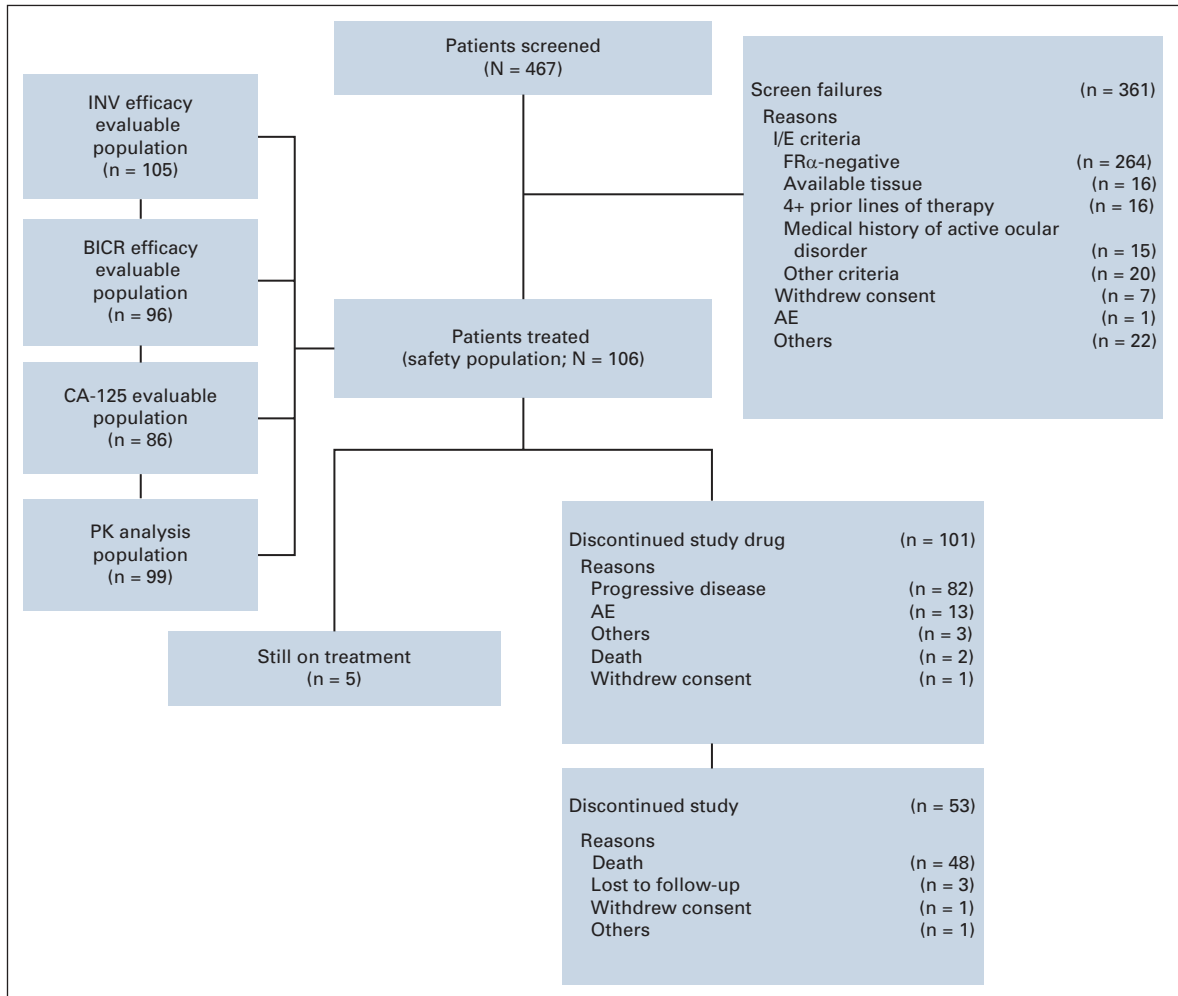 Patients screened
(N = 467)
Screen failures (n = 361)
Reasons
I/E criteria
FRα-negative (n = 264)
Available tissue (n = 16)
4+ prior lines of therapy (n = 16)
Medical history of active ocular
disorder (n = 15)
Other criteria (n = 20)
Withdrew consent (n = 7)
AE (n = 1)
Others (n = 22)
INV efficacy
evaluable
population
(n = 105)
BICR efficacy
evaluable
population
(n = 96)
CA-125 evaluable
population
(n = 86)
PK analysis
population
(n = 99)
Patients treated
(safety population; N = 106)
Still on treatment
(n = 5)
Discontinued study drug (n = 101)
Reasons
Progressive disease (n = 82)
AE (n = 13)
Others (n = 3)
Death (n = 2)
Withdrew consent (n = 1)
Discontinued study (n = 53)
Reasons
Death (n = 48)
Lost to follow-up (n = 3)
Withdrew consent (n = 1)
Others (n = 1)